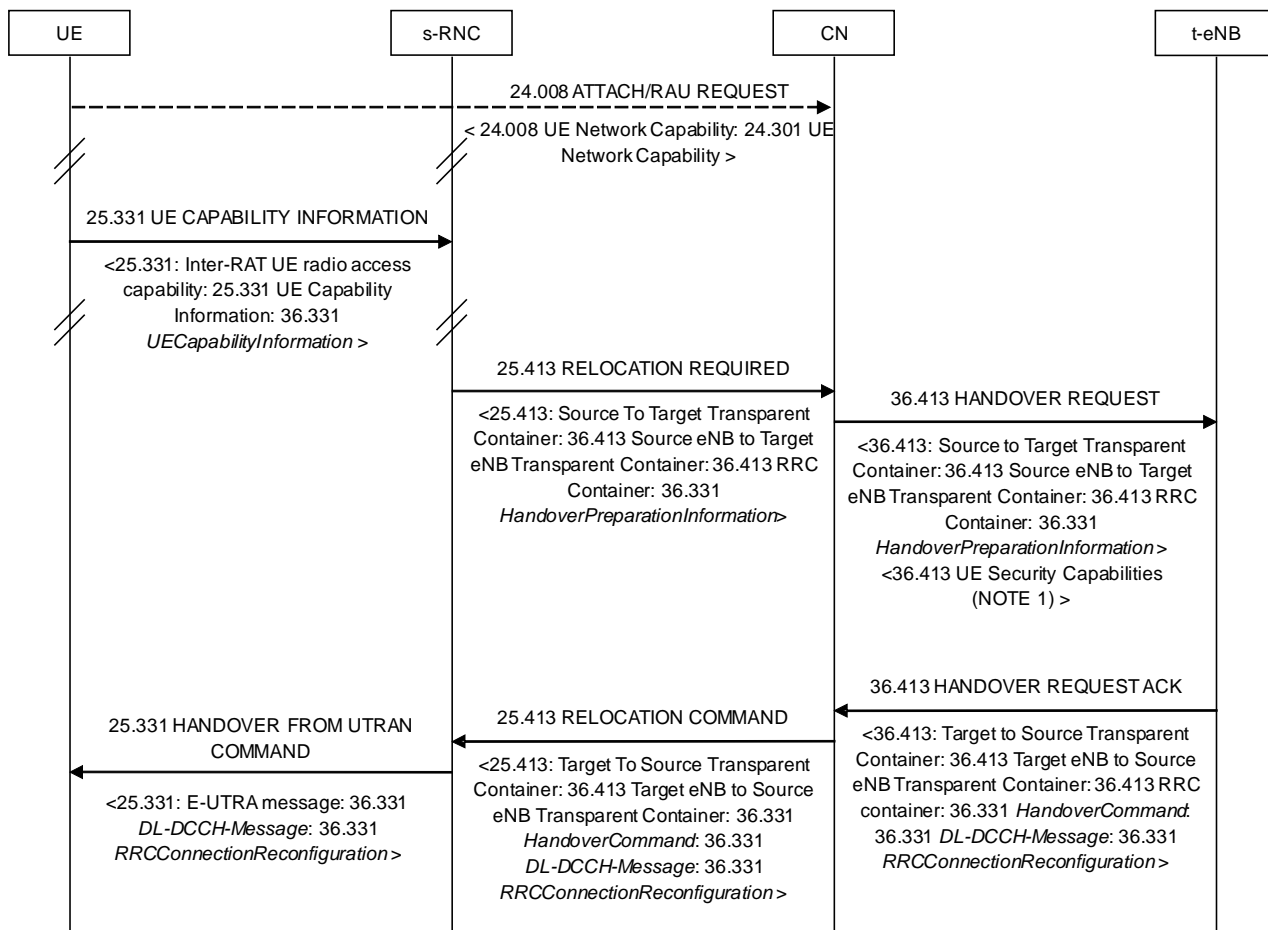 UE
s-RNC
CN
t-eNB
24.008 ATTACH/RAU REQUEST
< 24.008 UE Network Capability: 24.301 UE
Network Capability >
25.331 UE CAPABILITY INFORMATION
<25.331: Inter-RAT UE radio access
capability: 25.331 UE Capability
Information: 36.331
UECapabilityInformation >
25.413 RELOCATION REQUIRED
<25.413: Source To Target Transparent
Container: 36.413 Source eNB to Target
eNB Transparent Container: 36.413 RRC
Container: 36.331
HandoverPreparationInformation>
36.413 HANDOVER REQUEST
<36.413: Source to Target Transparent
Container: 36.413 Source eNB to Target
eNB Transparent Container: 36.413 RRC
Container: 36.331
HandoverPreparationInformation >
<36.413 UE Security Capabilities
(NOTE 1) >
36.413 HANDOVER REQUEST ACK
<36.413: Target to Source Transparent
Container: 36.413 Target eNB to Source
eNB Transparent Container: 36.413 RRC
container: 36.331 HandoverCommand:
36.331 DL-DCCH-Message: 36.331
RRCConnectionReconfiguration >
25.413 RELOCATION COMMAND
<25.413: Target To Source Transparent
Container: 36.413 Target eNB to Source
eNB Transparent Container: 36.331
HandoverCommand: 36.331
DL-DCCH-Message: 36.331
RRCConnectionReconfiguration >
25.331 HANDOVER FROM UTRAN
COMMAND
<25.331: E-UTRA message: 36.331
DL-DCCH-Message: 36.331
RRCConnectionReconfiguration >